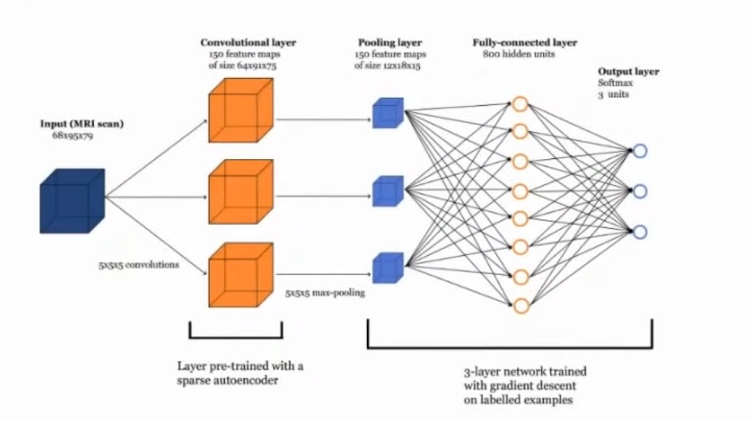 Convolutional layer
150 feature maps
of size 64x91x75
Pooling layer
150 feature maps
of size 12x18x15
Fully-connected layer
800 hidden units
Output layer
Softmax
3 units
Input (MRI scan)
68x95x79
5x5x5 convolutions
5x5x5 max-pooling
Layer pre-trained with a
sparse autoencoder
3-layer network trained
with gradient descent
on labelled examples